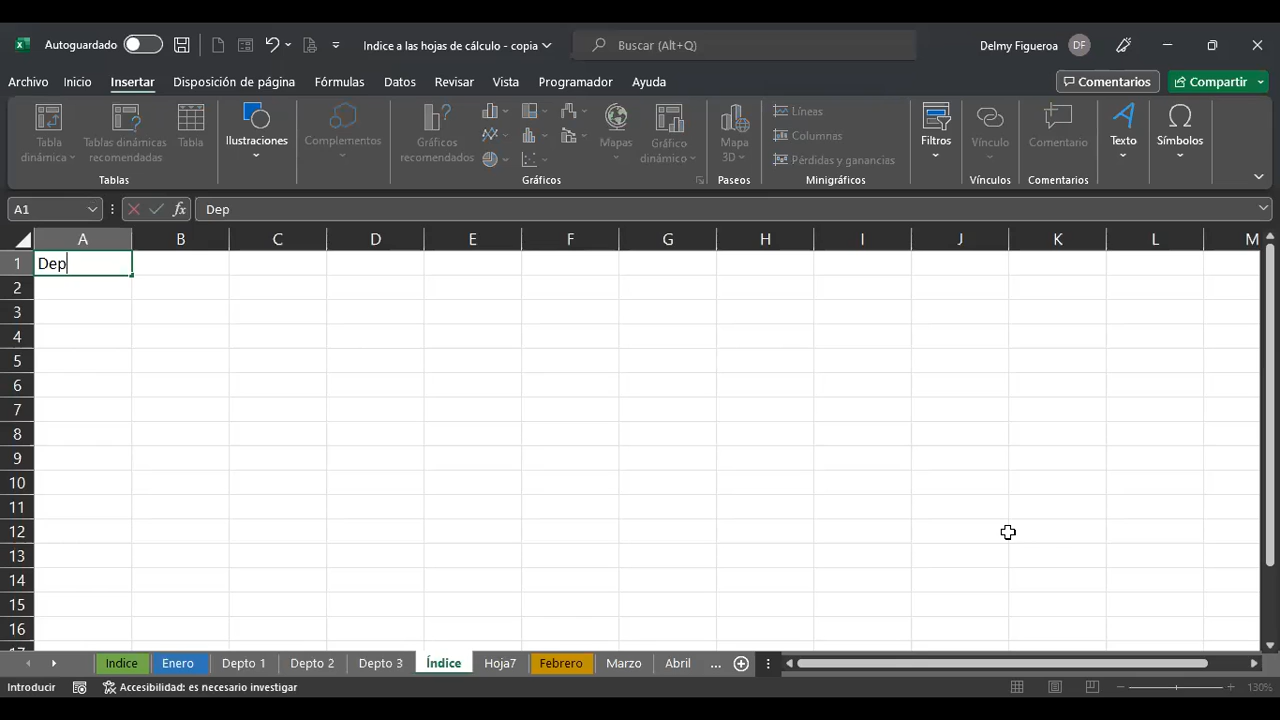 Autoguardado
Indice a las hojas de cálculo - copia
Buscar (Alt+Q)
Delmy Figueroa
DF
Archivo Inicio Insertar Disposición de página Fórmulas Datos Revisar Vista Programador Ayuda
Comentarios
Compartir
Tabla dinámica
Tablas dinámicas recomendadas
Tabla
Ilustraciones
Complementos
Gráficos recomendados
Mapas
Gráfico dinámico
Mapa 3D
Líneas
Columnas
Pérdidas y ganancias
Filtros
Vínculo
Comentario
Texto
Símbolos
Tablas Gráficos Paseos Minigráficos Vínculos Comentarios
A1 fx Dep
A B C D E F G H I J K L M
1 Dep
2
3
4
5
6
7
8
9
10
11
12
13
14
15
16
17
Indice Enero Depto 1 Depto 2 Depto 3 Índice Hoja7 Febrero Marzo Abril ...
Introducir Accesibilidad: es necesario investigar 130%